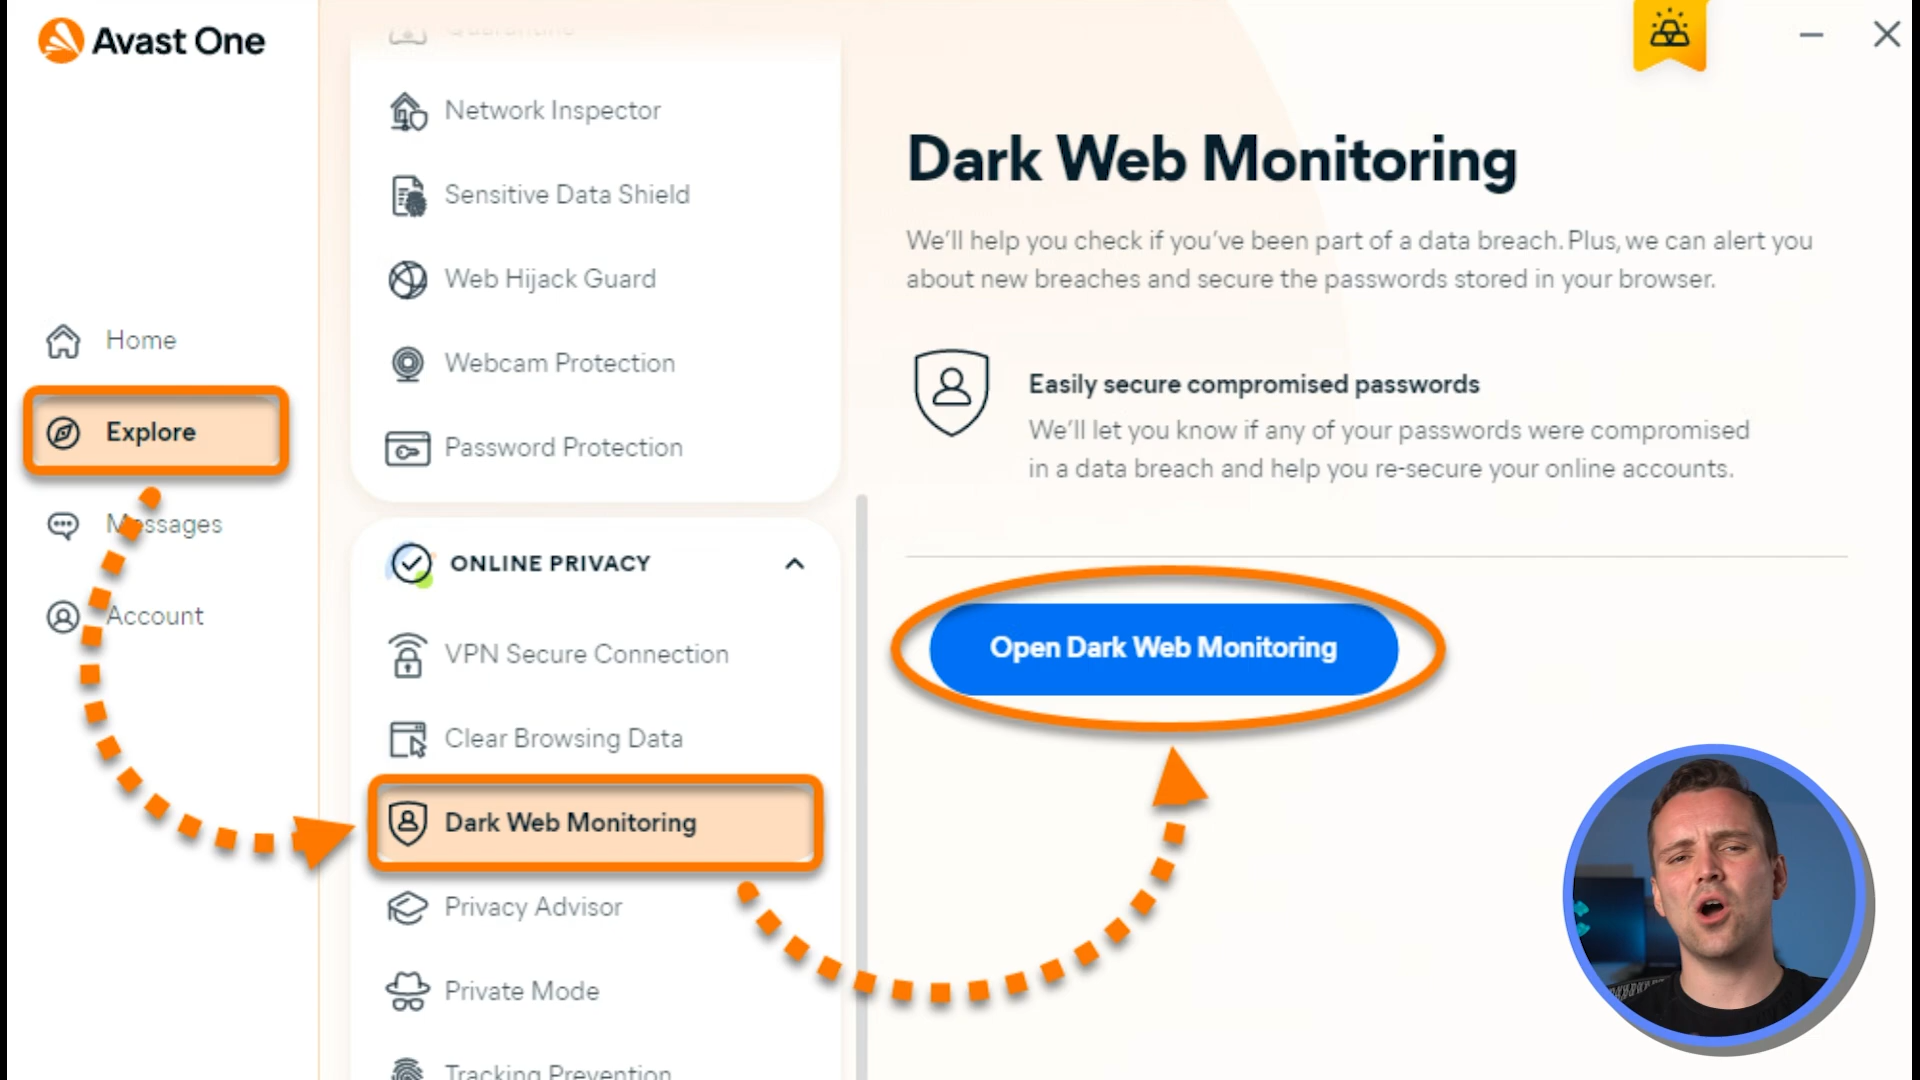 Avast One
Home
Explore
Messages
Account
Quarantine
Network Inspector
Sensitive Data Shield
Web Hijack Guard
Webcam Protection
Password Protection
ONLINE PRIVACY
VPN Secure Connection
Clear Browsing Data
Dark Web Monitoring
Privacy Advisor
Private Mode
Tracking Prevention
Dark Web Monitoring
We'll help you check if you've been part of a data breach. Plus, we can alert you
about new breaches and secure the passwords stored in your browser.
Easily secure compromised passwords
We'll let you know if any of your passwords were compromised
in a data breach and help you re-secure your online accounts.
Open Dark Web Monitoring